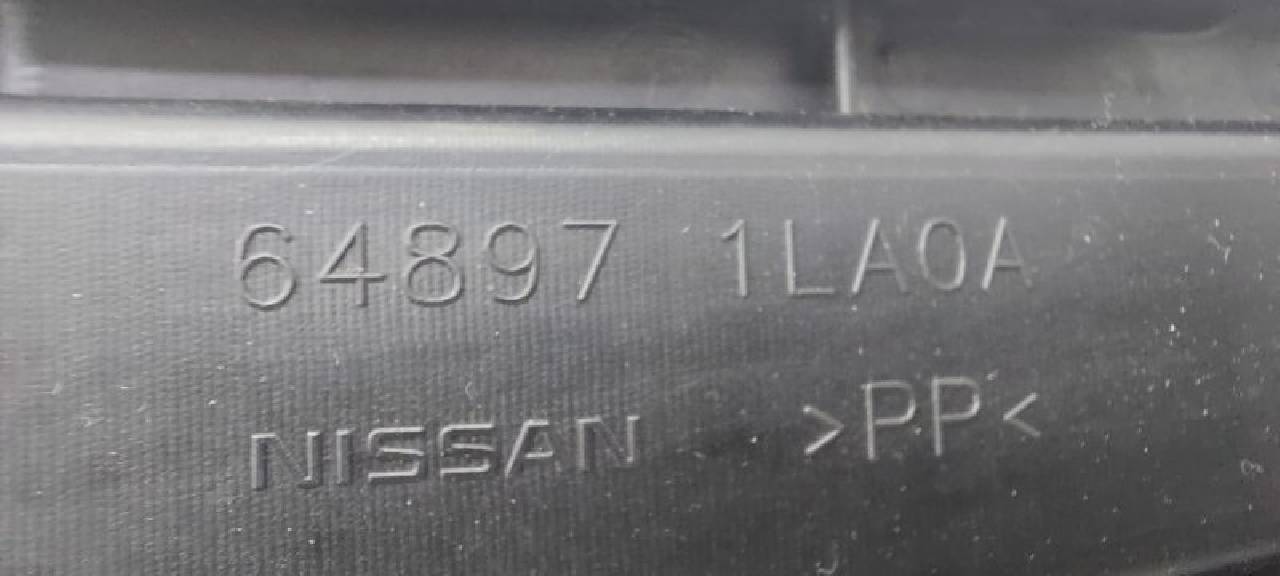 64897 1LA0A
NISSAN >PP<